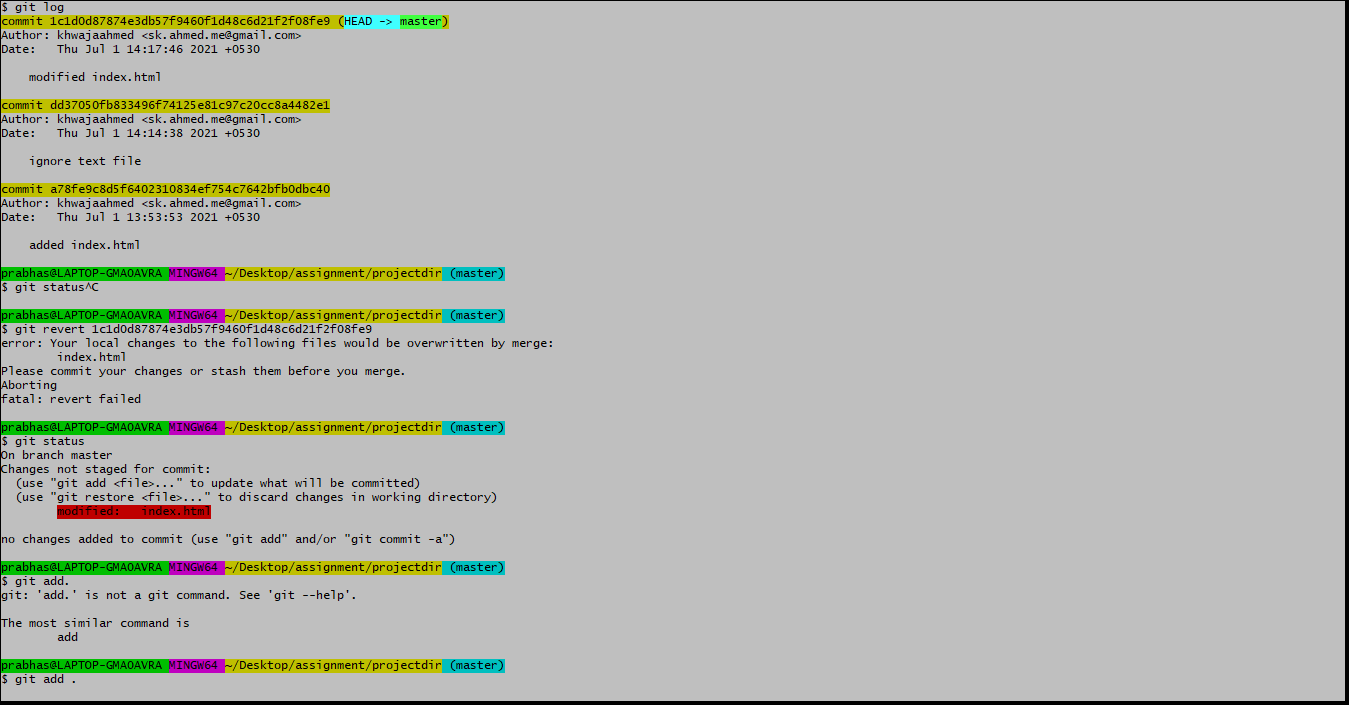 $ git log
commit 1c1d0d87874e3db57f9460f1d48c6d21f2f08fe9 (HEAD -> master)
Author: khwajaahmed <sk.ahmed.me@gmail.com>
Date:   Thu Jul 1 14:17:46 2021 +0530
    modified index.html
commit dd37050fb833496f74125e81c97c20cc8a4482e1
Author: khwajaahmed <sk.ahmed.me@gmail.com>
Date:   Thu Jul 1 14:14:38 2021 +0530
    ignore text file
commit a78fe9c8d5f6402310834ef754c7642bfb0dbc40
Author: khwajaahmed <sk.ahmed.me@gmail.com>
Date:   Thu Jul 1 13:53:53 2021 +0530
    added index.html
prabhas@LAPTOP-GMAOAVRA MINGW64 ~/Desktop/assignment/projectdir (master)
$ git status^C
prabhas@LAPTOP-GMAOAVRA MINGW64 ~/Desktop/assignment/projectdir (master)
$ git revert 1c1d0d87874e3db57f9460f1d48c6d21f2f08fe9
error: Your local changes to the following files would be overwritten by merge:
        index.html
Please commit your changes or stash them before you merge.
Aborting
fatal: revert failed
prabhas@LAPTOP-GMAOAVRA MINGW64 ~/Desktop/assignment/projectdir (master)
$ git status
On branch master
Changes not staged for commit:
  (use "git add <file>..." to update what will be committed)
  (use "git restore <file>..." to discard changes in working directory)
        modified:   index.html
no changes added to commit (use "git add" and/or "git commit -a")
prabhas@LAPTOP-GMAOAVRA MINGW64 ~/Desktop/assignment/projectdir (master)
$ git add.
git: 'add.' is not a git command. See 'git --help'.
The most similar command is
        add
prabhas@LAPTOP-GMAOAVRA MINGW64 ~/Desktop/assignment/projectdir (master)
$ git add .